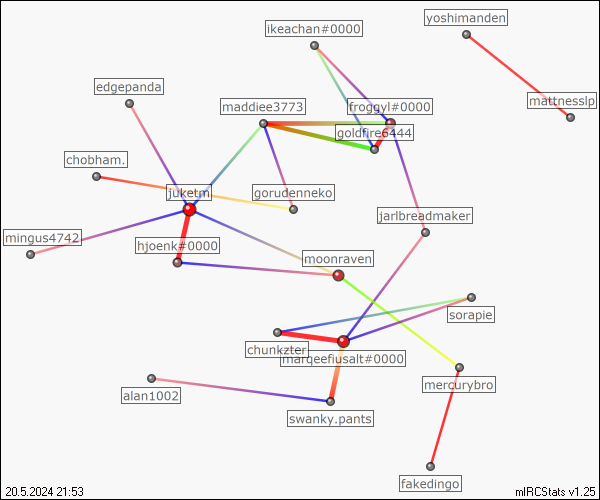 yoshimanden
ikeachan#0000
edgepanda
mattnesslp
maddiee3773
froggyl#0000
goldfire6444
chobham.
juketm
gorudenneko
jarlbreadmaker
mingus4742
hjoenk#0000
moonraven
sorapie
chunkzter
marqeefiusalt#0000
mercurybro
alan1002
swanky.pants
fakedingo
20.5.2024 21:53
mIRCStats v1.25